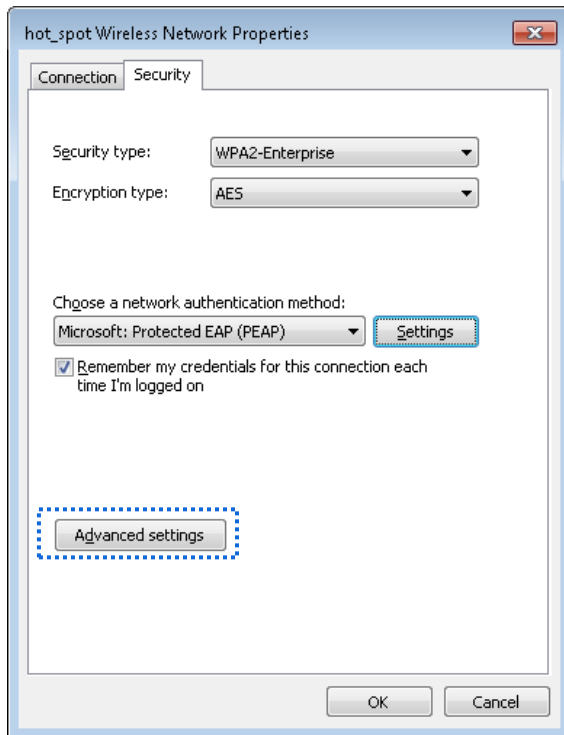 hot_spot Wireless Network Properties
Connection
Security
Security type:
WPA2-Enterprise
Encryption type:
AES
Choose a network authentication method:
Microsoft: Protected EAP (PEAP)
Settings
Remember my credentials for this connection each
time I'm logged on
Advanced settings
OK
Cancel